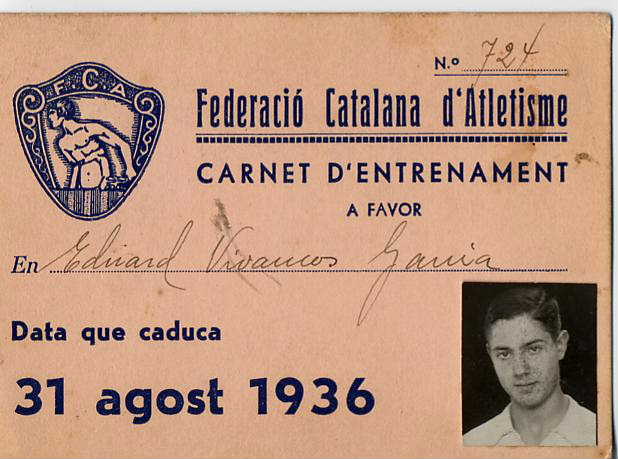 N.º 724
F C A
Federació Catalana d'Atletisme
CARNET D'ENTRENAMENT
A FAVOR
En Eduard Vivancos Garcia
Data que caduca
31 agost 1936